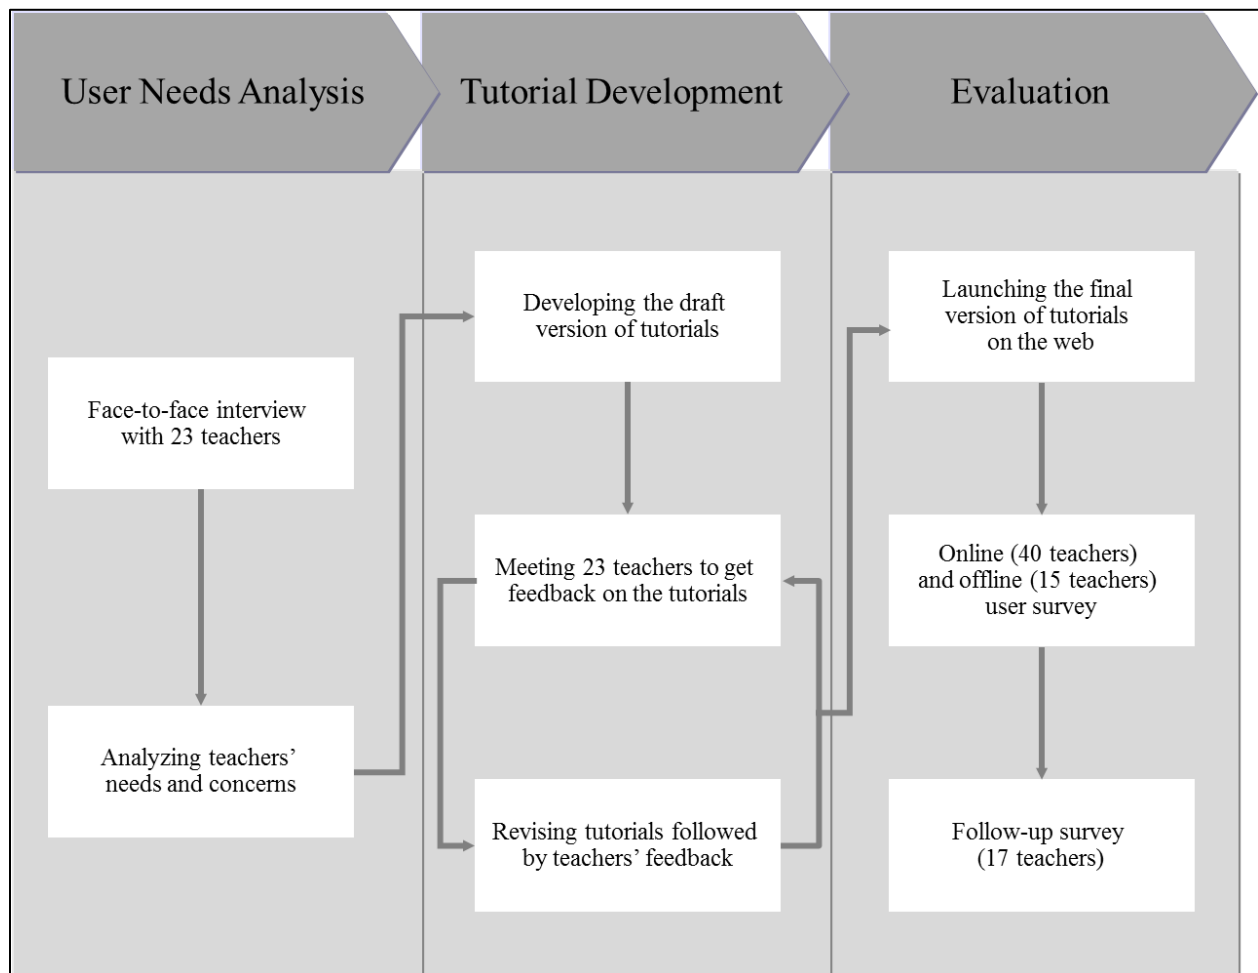 User Needs Analysis
Tutorial Development
Evaluation
Face-to-face interview
with 23 teachers
Analyzing teachers’
needs and concerns
Developing the draft
version of tutorials
Meeting 23 teachers to get
feedback on the tutorials
Revising tutorials followed
by teachers’ feedback
Launching the final
version of tutorials
on the web
Online (40 teachers)
and offline (15 teachers)
user survey
Follow-up survey
(17 teachers)